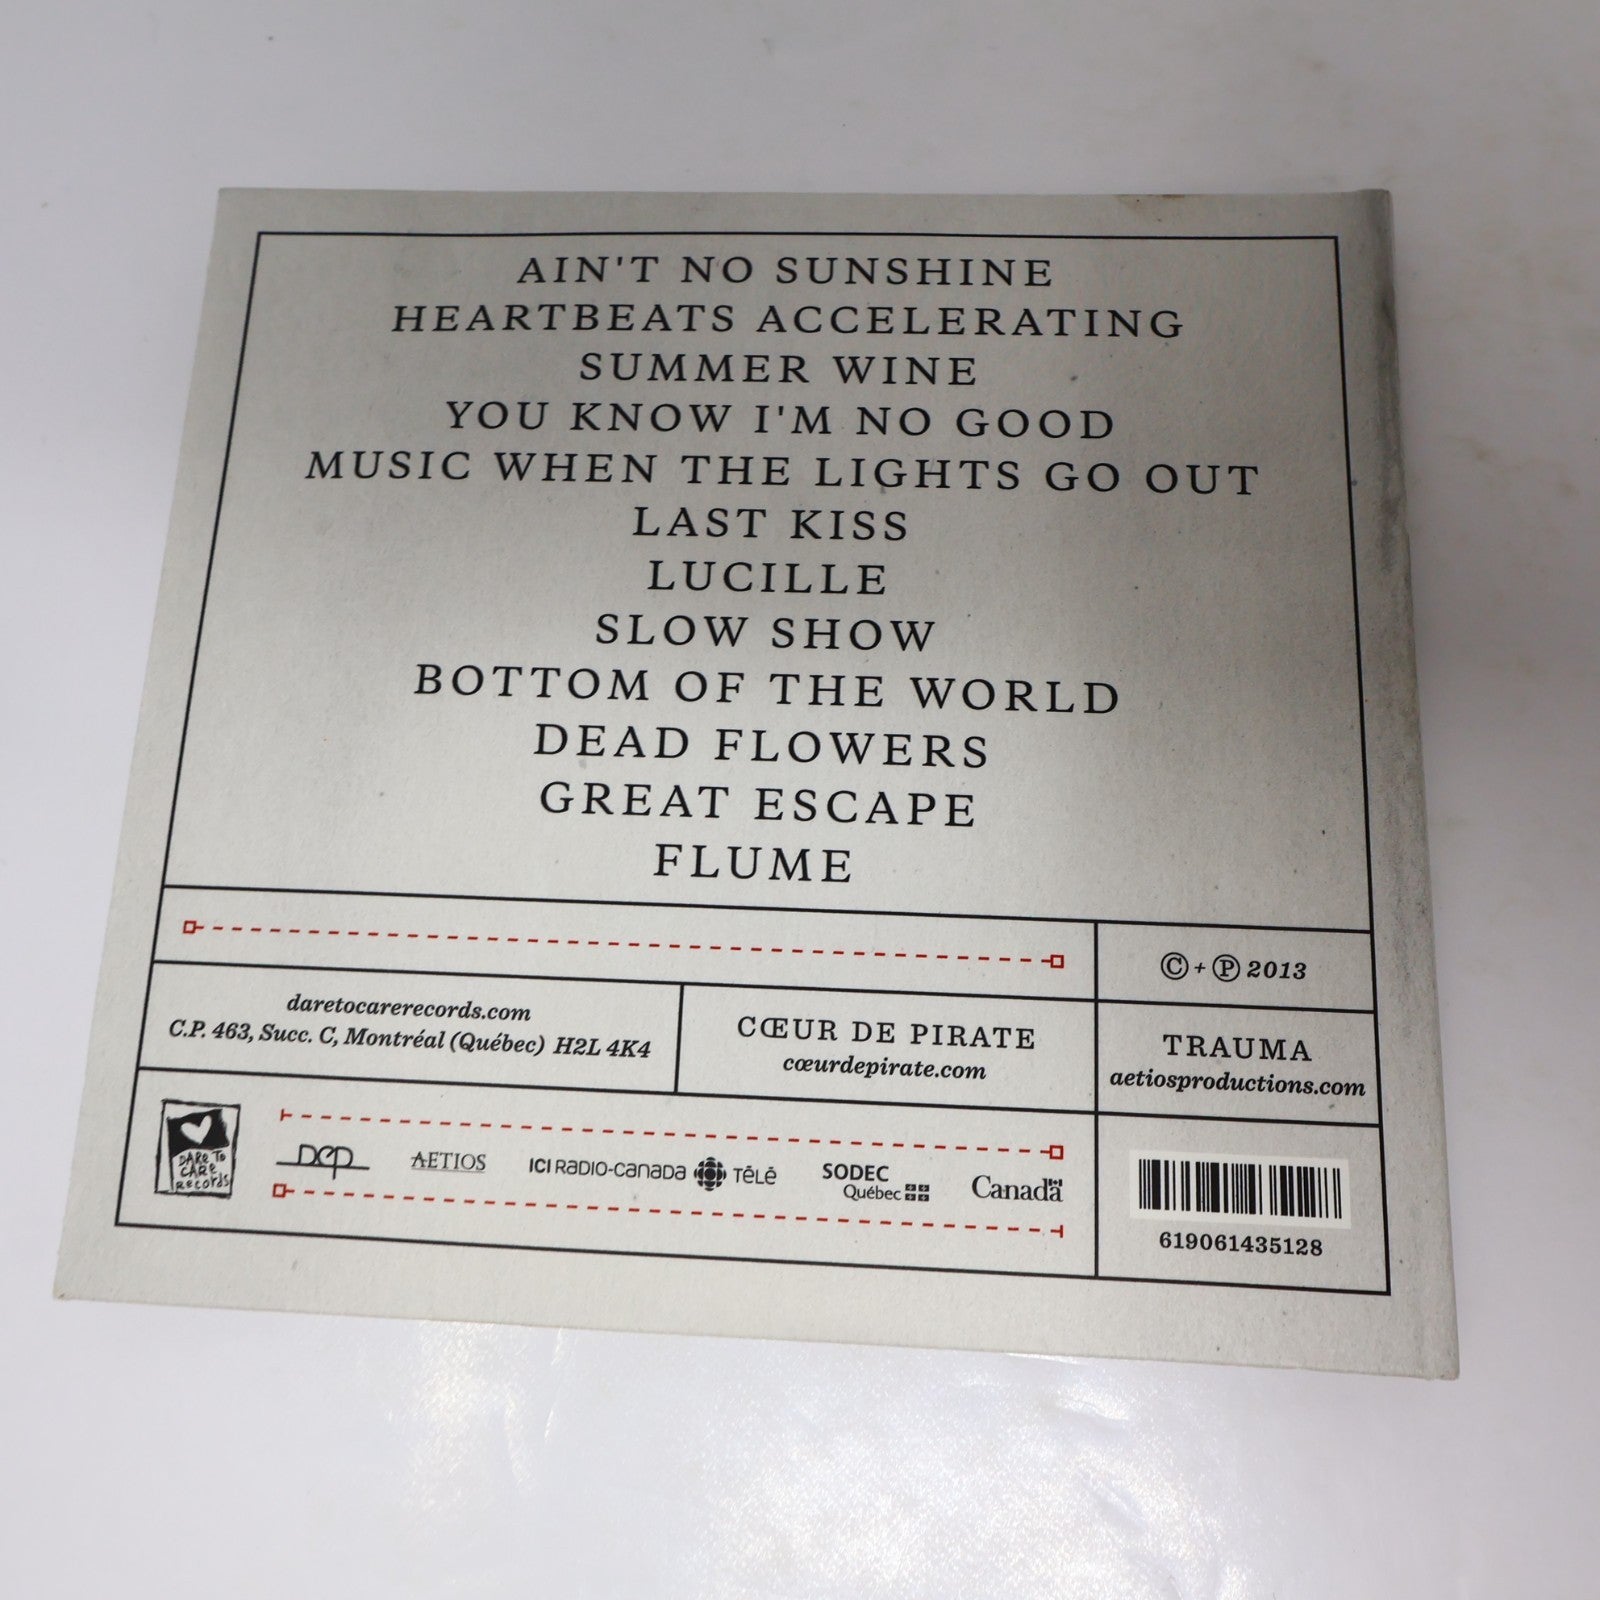 AIN'T NO SUNSHINE
HEARTBEATS ACCELERATING
SUMMER WINE
YOU KNOW I'M NO GOOD
MUSIC WHEN THE LIGHTS GO OUT
LAST KISS
LUCILLE
SLOW SHOW
BOTTOM OF THE WORLD
DEAD FLOWERS
GREAT ESCAPE
FLUME
Ⓒ + Ⓟ 2013
daretocarerecords.com
C.P. 463, Succ. C, Montréal (Québec) H2L 4K4
CŒUR DE PIRATE
cœurdepirate.com
TRAUMA
aetiosproductions.com
DARE TO
CARE
RECORDS
DEP
AETIOS
ICI RADIO-CANADA TÉLÉ
SODEC
Québec
Canada
619061435128